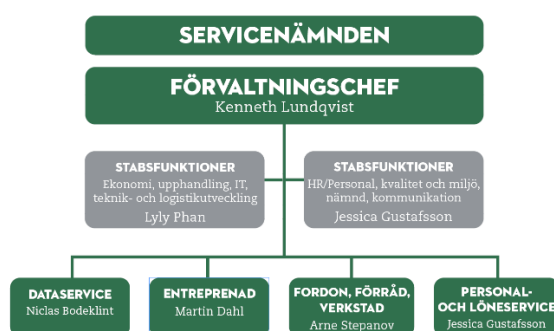 SERVICENÄMNDEN
FÖRVALTNINGSCHEF
Kenneth Lundqvist
STABSFUNKTIONER
Ekonomi, upphandling, IT,
teknik- och logistikutveckling
Lyly Phan
STABSFUNKTIONER
HR/Personal, kvalitet och miljö,
nämnd, kommunikation
Jessica Gustafsson
DATASERVICE
Niclas Bodeklint
ENTREPRENAD
Martin Dahl
FORDON, FÖRRÅD,
VERKSTAD
Arne Stepanov
PERSONAL-
OCH LÖNESERVICE
Jessica Gustafsson